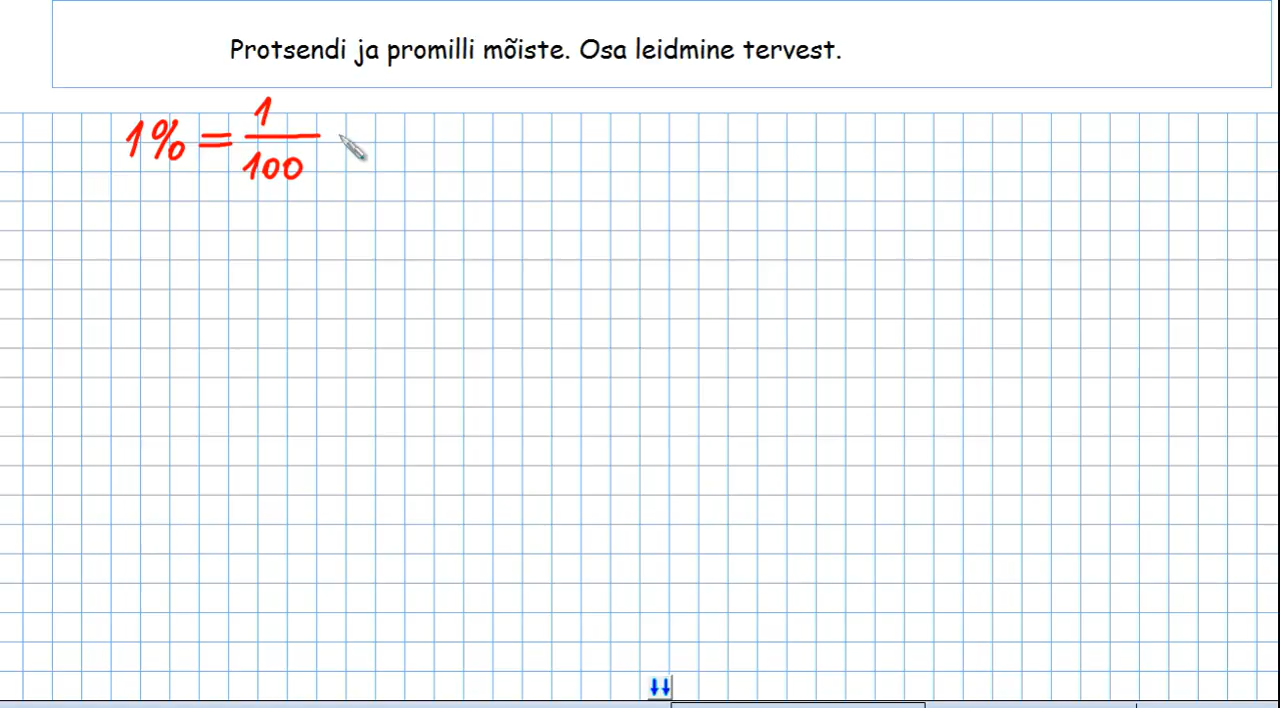 Protsendi ja promilli mõiste. Osa leidmine tervest.
1% = 1/100